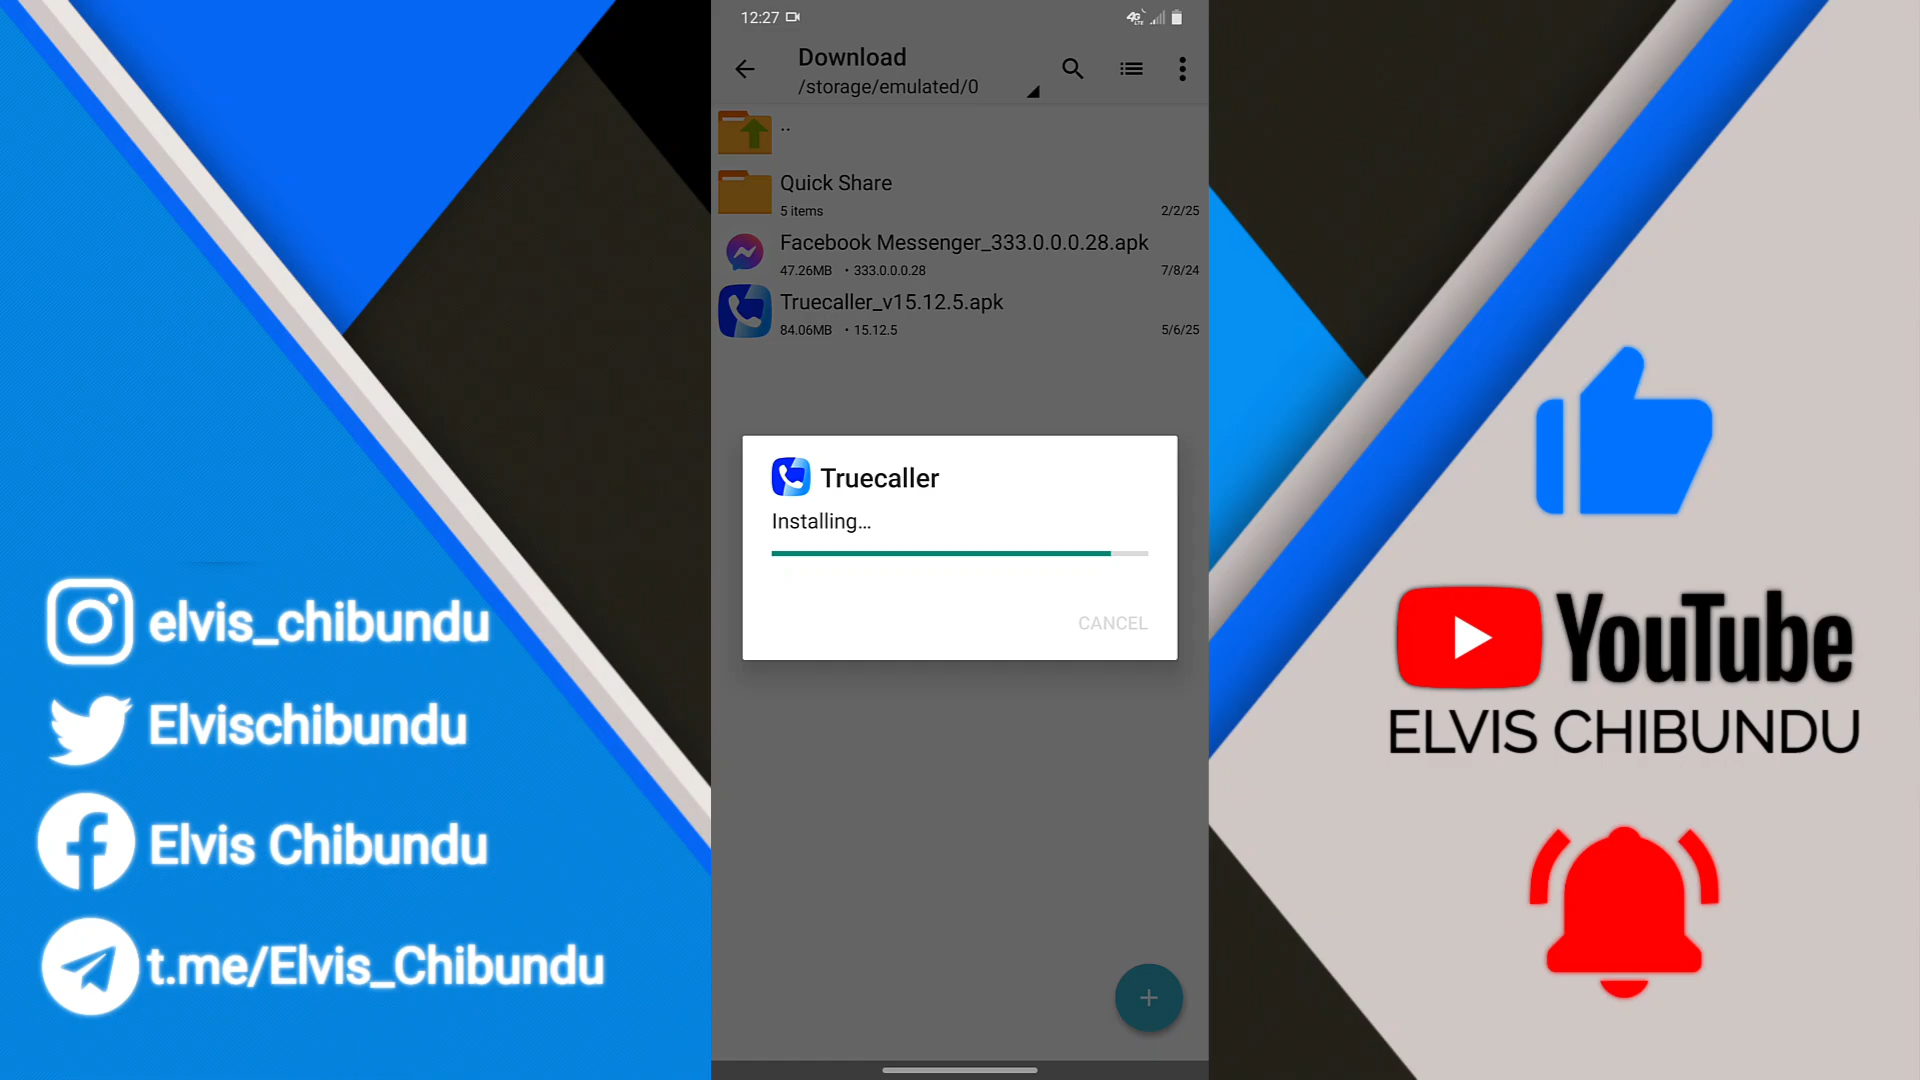 12:27
4G LTE
Download
/storage/emulated/0
..
Quick Share
5 items
2/2/25
Facebook Messenger_333.0.0.0.28.apk
47.26MB • 333.0.0.0.28
7/8/24
Truecaller_v15.12.5.apk
84.06MB • 15.12.5
5/6/25
Truecaller
Installing...
CANCEL
elvis_chibundu
Elvischibundu
Elvis Chibundu
t.me/Elvis_Chibundu
YouTube
ELVIS CHIBUNDU